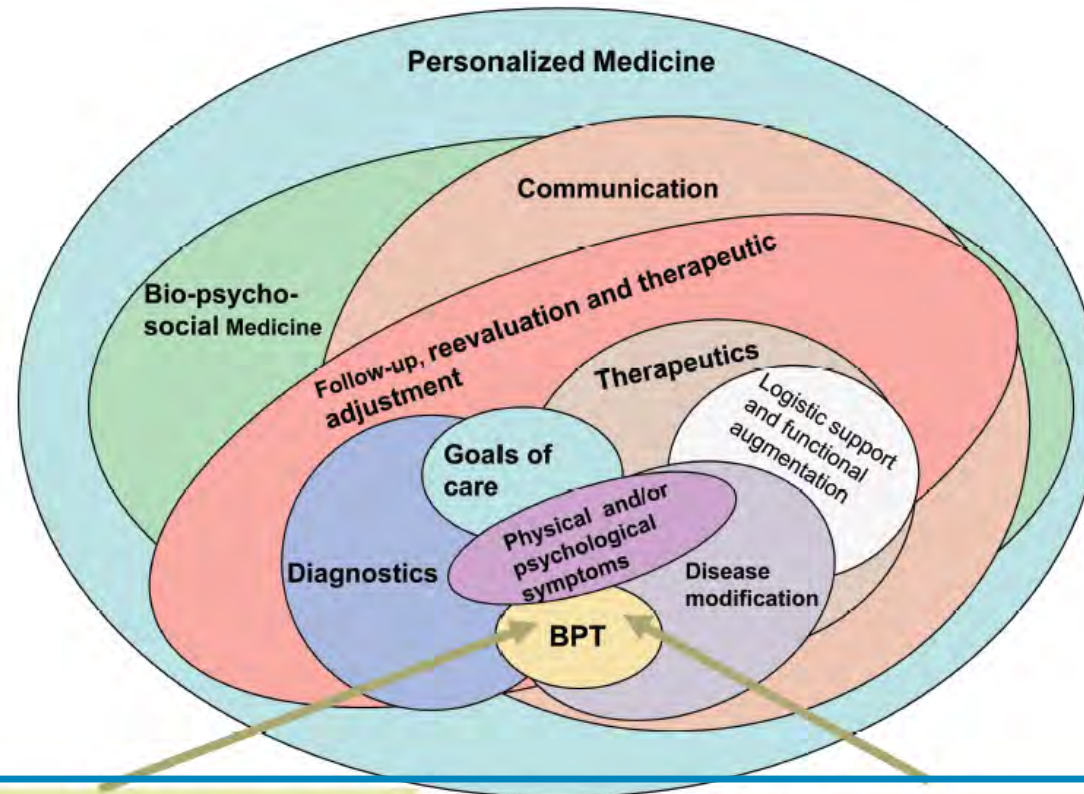 Personalized Medicine
Communication
Bio-psycho-
social Medicine
Follow-up, reevaluation and therapeutic
adjustment
Therapeutics
Logistic support
and functional
augmentation
Goals of
care
Physical and/or
psychological
symptoms
Diagnostics
Disease
modification
BPT